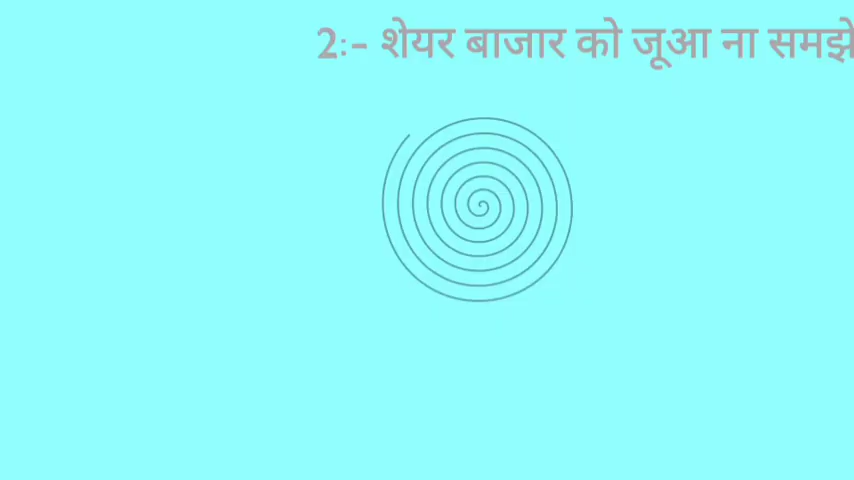 2:- शेयर बाजार को जूआ ना समझे